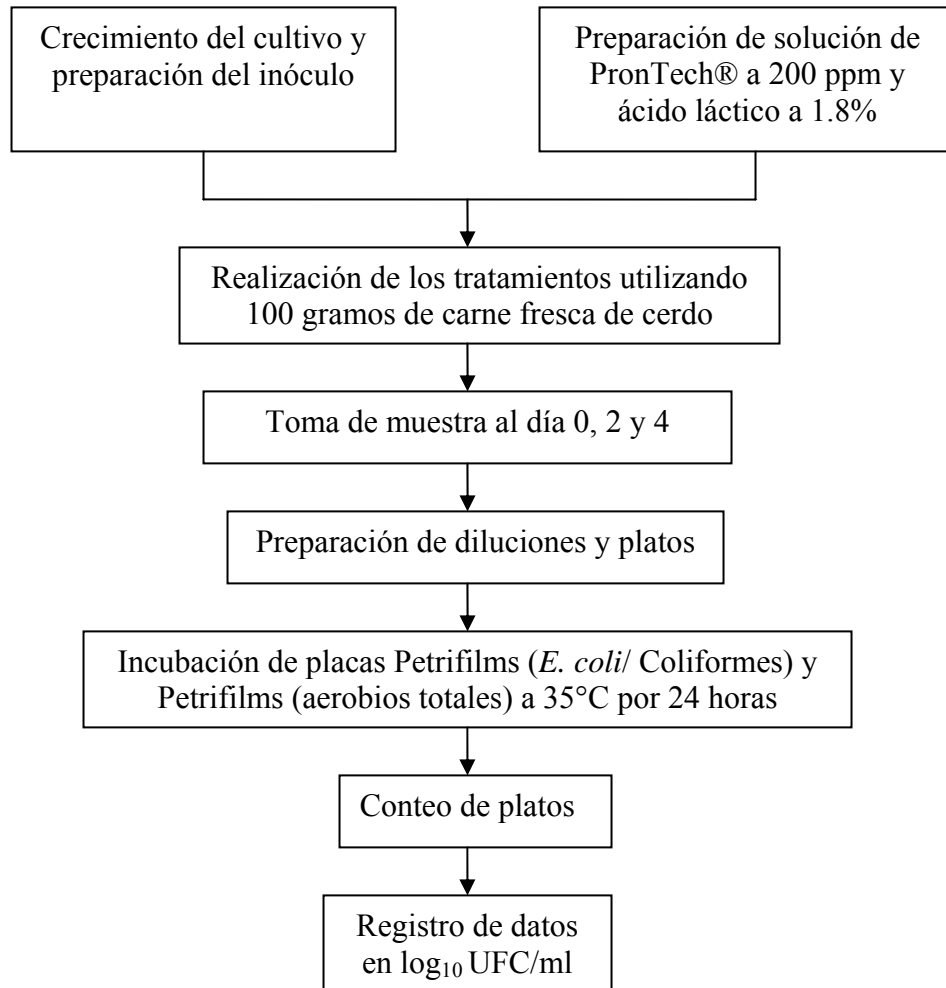 Crecimiento del cultivo y
preparación del inóculo
Preparación de solución de
PronTech® a 200 ppm y
ácido láctico a 1.8%
Realización de los tratamientos utilizando
100 gramos de carne fresca de cerdo
Toma de muestra al día 0, 2 y 4
Preparación de diluciones y platos
Incubación de placas Petrifilms (E. coli/ Coliformes) y
Petrifilms (aerobios totales) a 35°C por 24 horas
Conteo de platos
Registro de datos
en log₁₀ UFC/ml